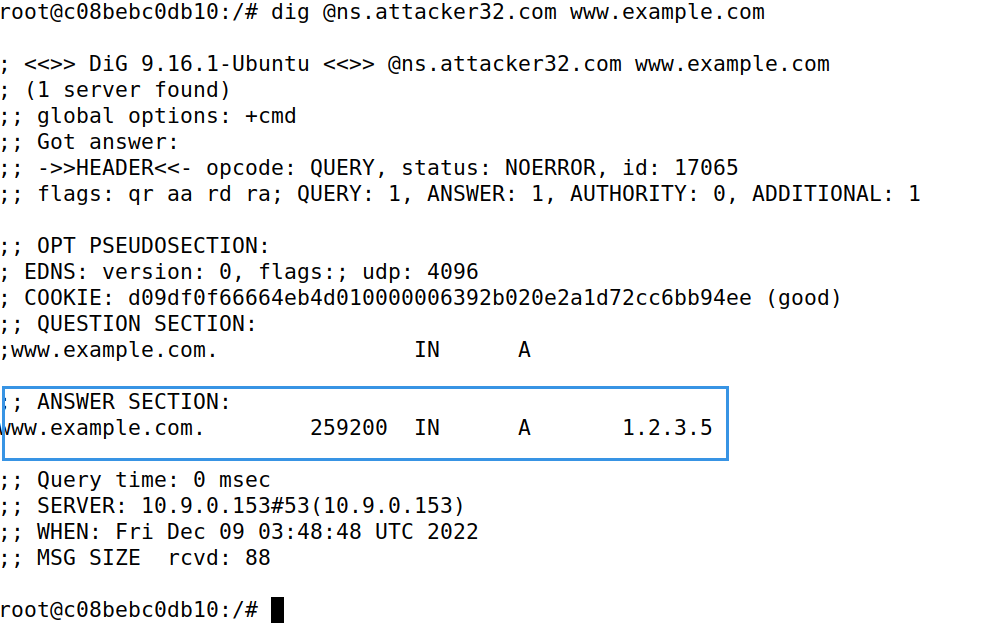 root@c08bebc0db10:/# dig @ns.attacker32.com www.example.com
; <<>> DiG 9.16.1-Ubuntu <<>> @ns.attacker32.com www.example.com
; (1 server found)
;; global options: +cmd
;; Got answer:
;; ->>HEADER<<- opcode: QUERY, status: NOERROR, id: 17065
;; flags: qr aa rd ra; QUERY: 1, ANSWER: 1, AUTHORITY: 0, ADDITIONAL: 1
;; OPT PSEUDOSECTION:
; EDNS: version: 0, flags:; udp: 4096
; COOKIE: d09df0f66664eb4d010000006392b020e2a1d72cc6bb94ee (good)
;; QUESTION SECTION:
;www.example.com. IN A
;; ANSWER SECTION:
www.example.com. 259200 IN A 1.2.3.5
;; Query time: 0 msec
;; SERVER: 10.9.0.153#53(10.9.0.153)
;; WHEN: Fri Dec 09 03:48:48 UTC 2022
;; MSG SIZE rcvd: 88
root@c08bebc0db10:/#